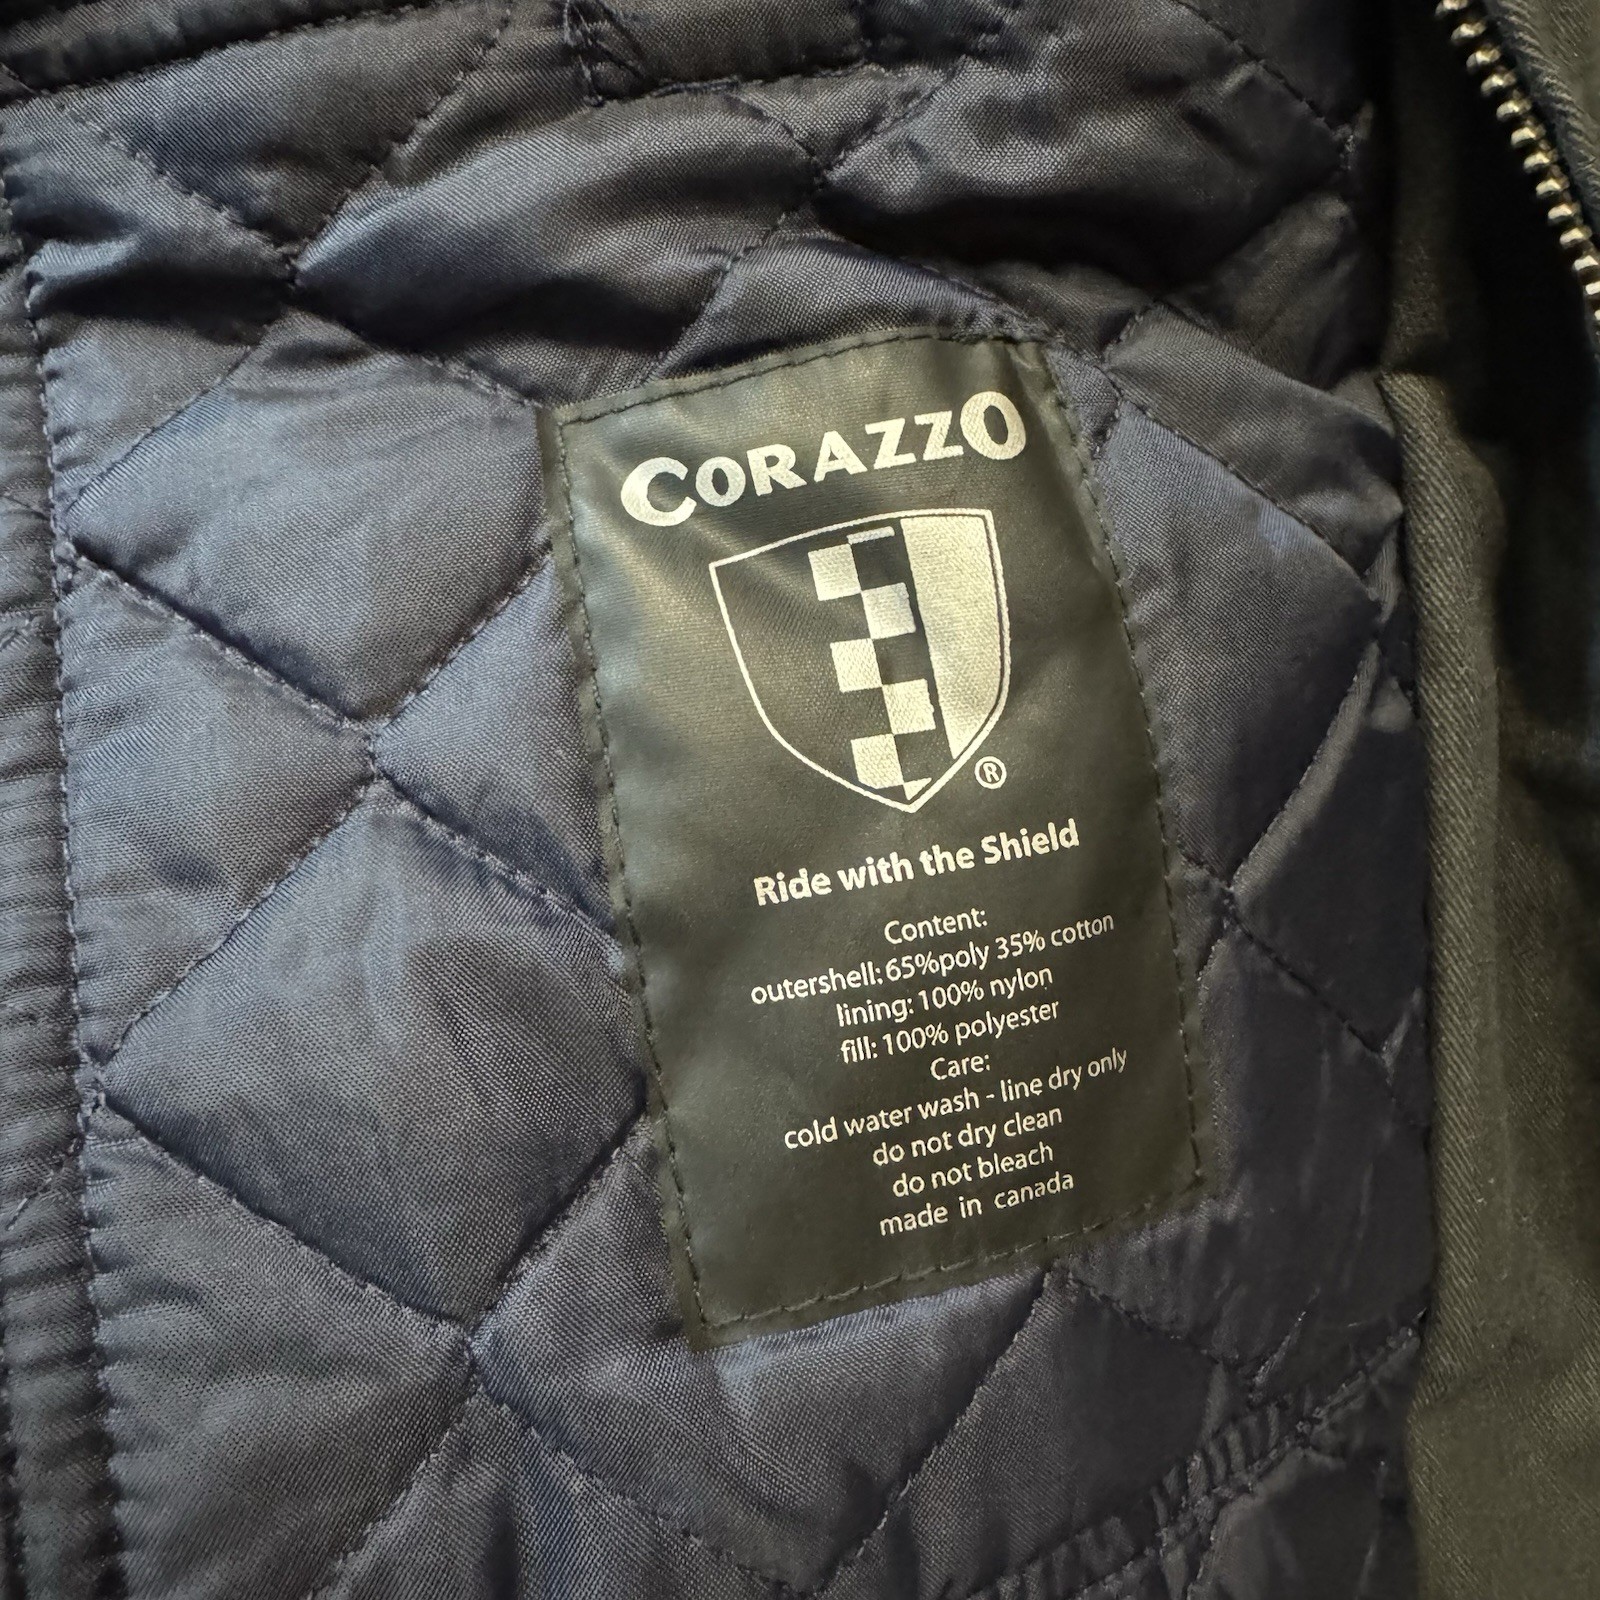 CORAZZO
®
Ride with the Shield
Content:
outershell: 65%poly 35% cotton
lining: 100% nylon
fill: 100% polyester
Care:
cold water wash - line dry only
do not dry clean
do not bleach
made in canada